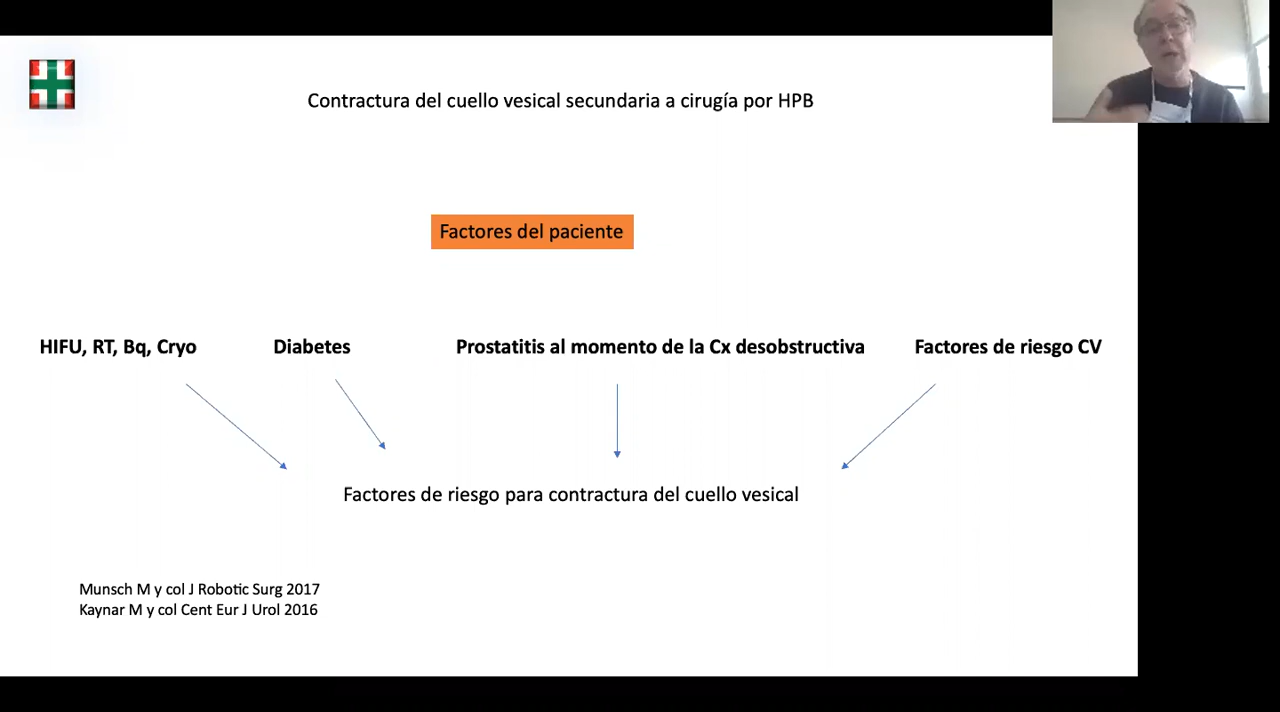 Contractura del cuello vesical secundaria a cirugía por HPB
Factores del paciente
HIFU, RT, Bq, Cryo
Diabetes
Prostatitis al momento de la Cx desobstructiva
Factores de riesgo CV
Factores de riesgo para contractura del cuello vesical
Munsch M y col J Robotic Surg 2017
Kaynar M y col Cent Eur J Urol 2016